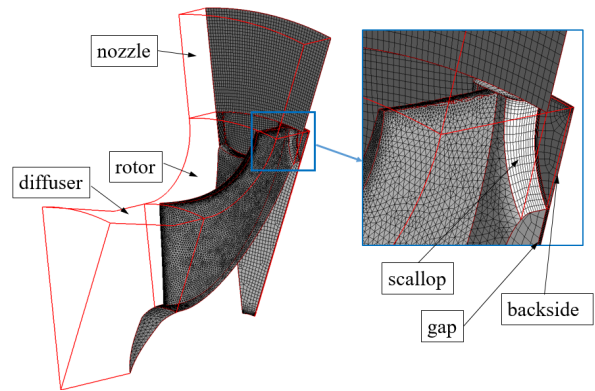 nozzle
rotor
diffuser
scallop
backside
gap